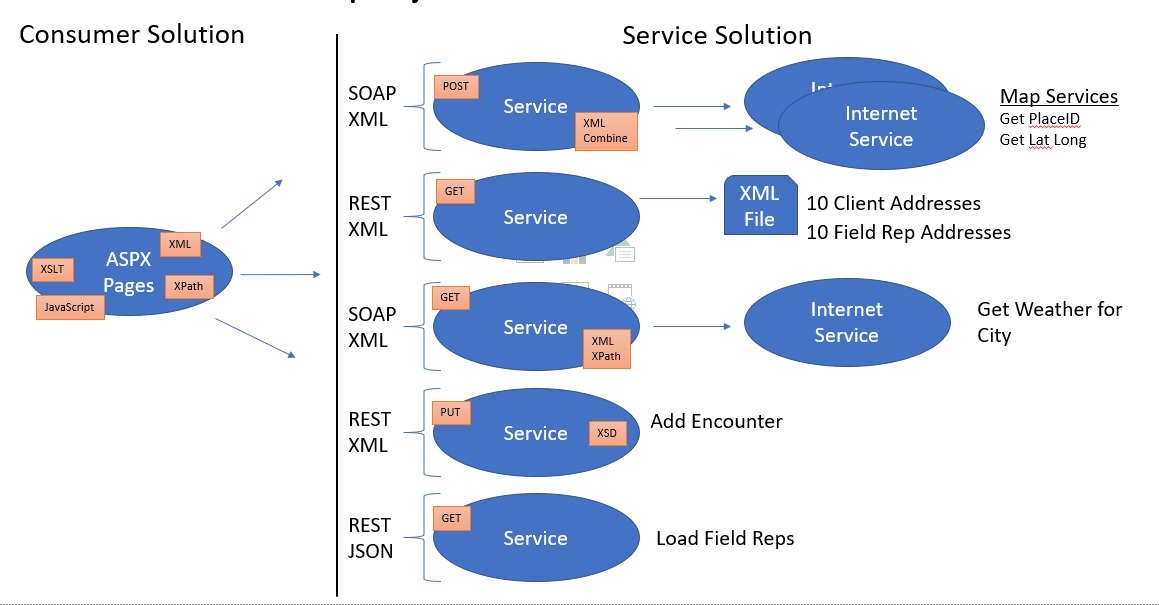 Consumer Solution
Service Solution
SOAP
XML
POST
Service
XML
Combine
Internet
Service
Map Services
Get PlaceID
Get Lat Long
REST
XML
GET
Service
XML
File
10 Client Addresses
10 Field Rep Addresses
ASPX
Pages
XML
XSLT
XPath
JavaScript
SOAP
XML
GET
Service
XML
XPath
Internet
Service
Get Weather for
City
REST
XML
PUT
Service
XSD
Add Encounter
REST
JSON
GET
Service
Load Field Reps